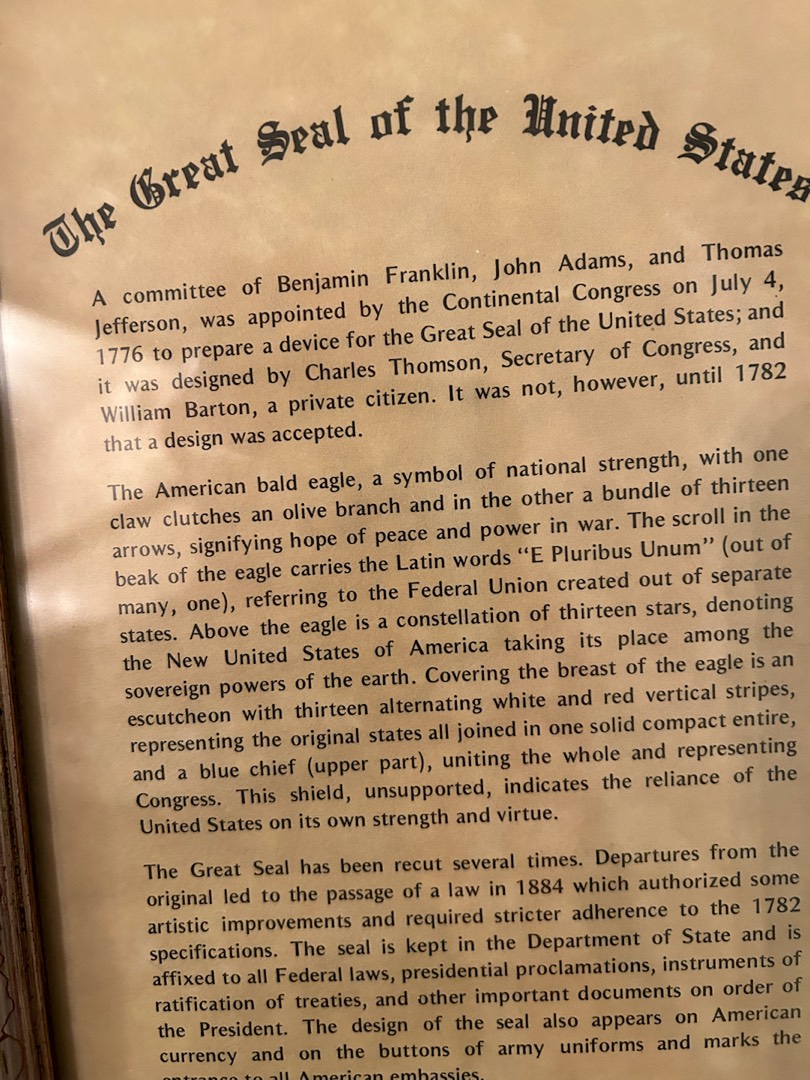 The Great Seal of the United States
A committee of Benjamin Franklin, John Adams, and Thomas
Jefferson, was appointed by the Continental Congress on July 4,
1776 to prepare a device for the Great Seal of the United States; and
it was designed by Charles Thomson, Secretary of Congress, and
William Barton, a private citizen. It was not, however, until 1782
that a design was accepted.
The American bald eagle, a symbol of national strength, with one
claw clutches an olive branch and in the other a bundle of thirteen
arrows, signifying hope of peace and power in war. The scroll in the
beak of the eagle carries the Latin words “E Pluribus Unum” (out of
many, one), referring to the Federal Union created out of separate
states. Above the eagle is a constellation of thirteen stars, denoting
the New United States of America taking its place among the
sovereign powers of the earth. Covering the breast of the eagle is an
escutcheon with thirteen alternating white and red vertical stripes,
representing the original states all joined in one solid compact entire,
and a blue chief (upper part), uniting the whole and representing
Congress. This shield, unsupported, indicates the reliance of the
United States on its own strength and virtue.
The Great Seal has been recut several times. Departures from the
original led to the passage of a law in 1884 which authorized some
artistic improvements and required stricter adherence to the 1782
specifications. The seal is kept in the Department of State and is
affixed to all Federal laws, presidential proclamations, instruments of
ratification of treaties, and other important documents on order of
the President. The design of the seal also appears on American
currency and on the buttons of army uniforms and marks the
entrance to all American embassies.